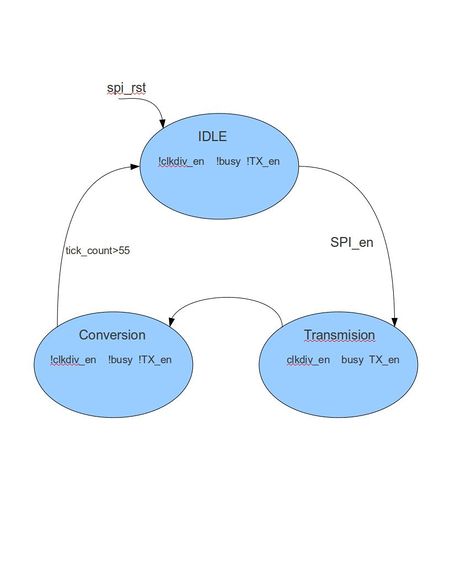 spi_rst
IDLE
!clkdiv_en !busy !TX_en
SPI_en
tick_count>55
Conversion
!clkdiv_en !busy !TX_en
Transmision
clkdiv_en busy TX_en